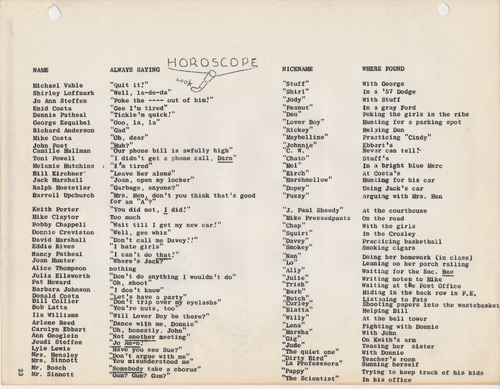 HOROSCOPE
Look
NAME ALWAYS SAYING NICKNAME WHERE FOUND
Michael Vahle "Quit it!" "Stuff" With George
Shirley Loffmark "Well, la-de-da" "Shirl" In a '57 Dodge
Jo Ann Steffen "Poke the ---- out of him!" "Jody" With Stuff
Enid Costa "Gee I'm tired" "Peanut" In a gray Ford
Dennis Patheal "Tickle'm quick!" "Den" Poking the girls in the ribs
George Esquibel "Ooo, la, la" "Lover Boy" Hunting for a parking spot
Richard Anderson "Gad" "Rickey" Helping Den
Mike Costa "Oh, dear" "Maybelline" Practicing "Cindy"
John Post "Huh?" "Johnnie" Ebbart's
Camille Hallman "Our phone bill is awfully high" "C. W." Never can tell!
Toni Powell "I didn't get a phone call, Darn" "Chato" Stuff's
Melanie Hutchins "I'm tired" "Mel" In a bright blue Merc
Bill Kirchner "Leave Her alone" "Kirch" At Costa's
Jack Marshall "Joan, open my locker" "Marshmellow" Hunting for his car
Ralph Hostetler "Garbage, anyone?" "Dopey" Using Jack's car
Barrell Upchurch "Mrs. Hen, don't you think that's good "Fuzzy" Arguing with Mrs. Hen
for an "A"?"
Keith Porter "You did not, I did!" "J. Paul Sheedy" At the courthouse
Mike Claytor Too much "Mike Pressedpants On the road
Bobby Chappell "Wait till I get my new car!" "Chap" With the girls
Donnie Creviston "Well, gee whiz" "Squirt" In the Crosley
David Marshall "Don't call me Davey!!" "Davey" Practicing basketball
Eddie Kives "I hate girls" "Smokey" Smoking cigars
Nancy Patheal "I can't do that!" "Nan" Doing her homework (in class)
Joan Hunter "Where's Jack?" "Lo" Leaning on her porch railing
Alice Thompson nothing "Ally" Waiting for the Sac. Bee
Julia Ellsworth "Don't do anything I wouldn't do" "Julie" Writing notes to Mike
Pat Howard "Oh, shoot" "Trish" Waiting at the Post Office
Barbara Johnson "I don't know" "Barb" Hiding in the back row in P.E.
Donald Costa "Let's have a party" "Butch" Listening to Pats
Bill Collier "Don't trip over my eyelashs" "Curley" Shooting papers into the wastebasket
Bob Latta "You're nuts, too" "Blatta" Helping Bill
Ila Williams "Will Lover Boy be there?" "Willy" At the bell tower
Arlene Reed "Dance with me, Donnie" "Lena" Fighting with Donnie
Carolyn Ebbert "Oh, honestly, John" "Marsha" With John
Ann Geoglein "Not another meeting" "Gig" On Keith's arm
Jeudi Steffen "Jo An-n!" "Jude" Teasing her sister
Lyle Lewis "Have you seen Sue?" "The quiet one" With Donnie
Mrs. Hensley "Don't argue with me" "Dirty Bird" Teacher's room
Mrs. Sinnott "You misunderstood me" "La Professora" Sunning herself
Mr. Bosch "Somebody take a chorus" "Pappy" Trying to keep track of his kids
Mr. Sinnott "Gum? Gum? Gum?" "The Scientist" In his office
23